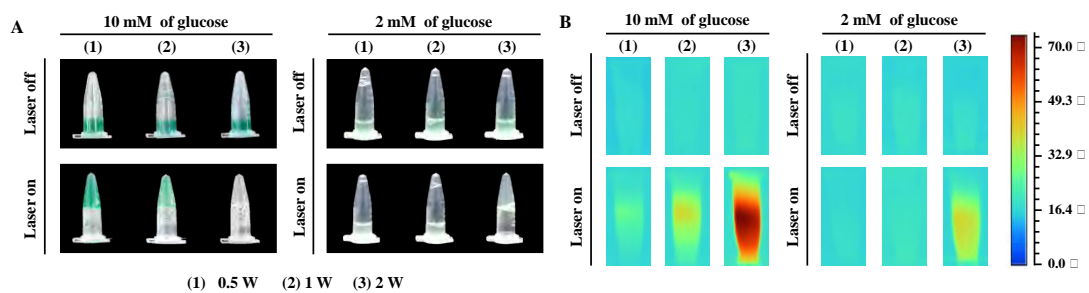 A
10 mM of glucose
2 mM of glucose
(1) (2) (3)
(1) (2) (3)
Laser off
Laser on
Laser off
Laser on
(1) 0.5 W (2) 1 W (3) 2 W
B
10 mM of glucose
2 mM of glucose
(1) (2) (3)
(1) (2) (3)
Laser off
Laser on
Laser off
Laser on
70.0 □
49.3 □
32.9 □
16.4 □
0.0 □